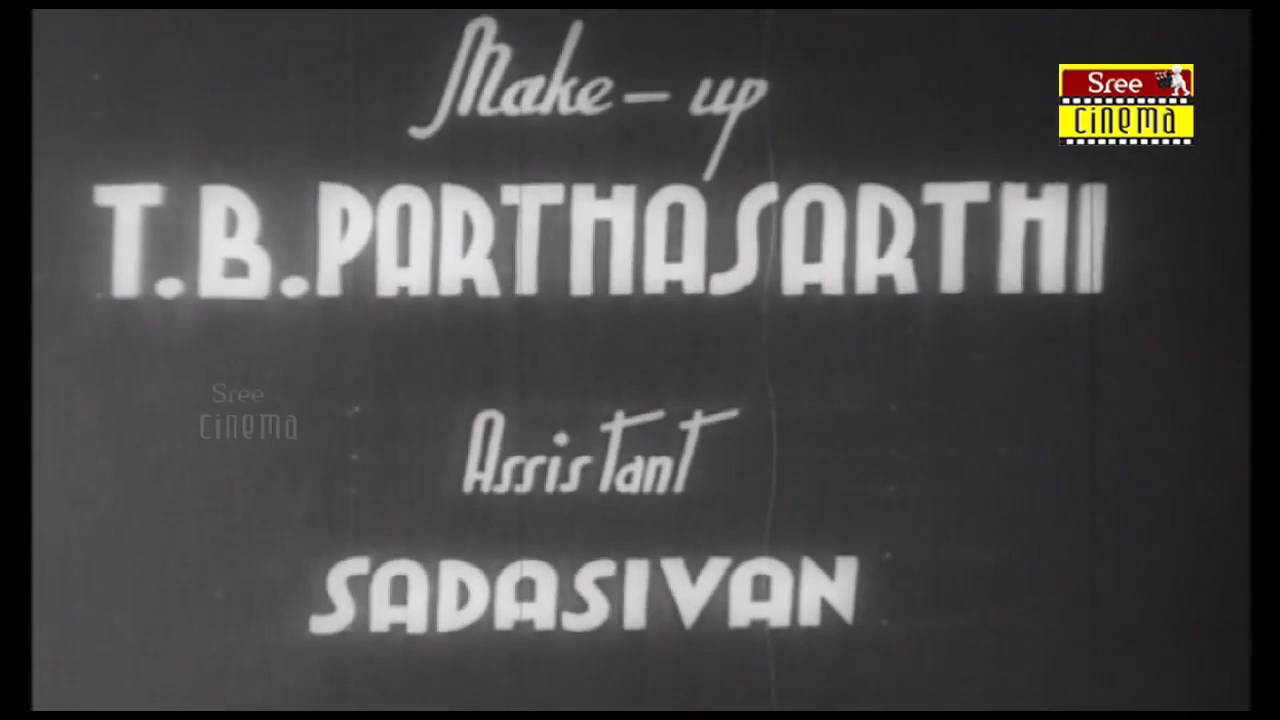 Make-up
Sree
cinema
T.B.PARTHASARTHI
Sree
cinema
Assistant
SADASIVAN